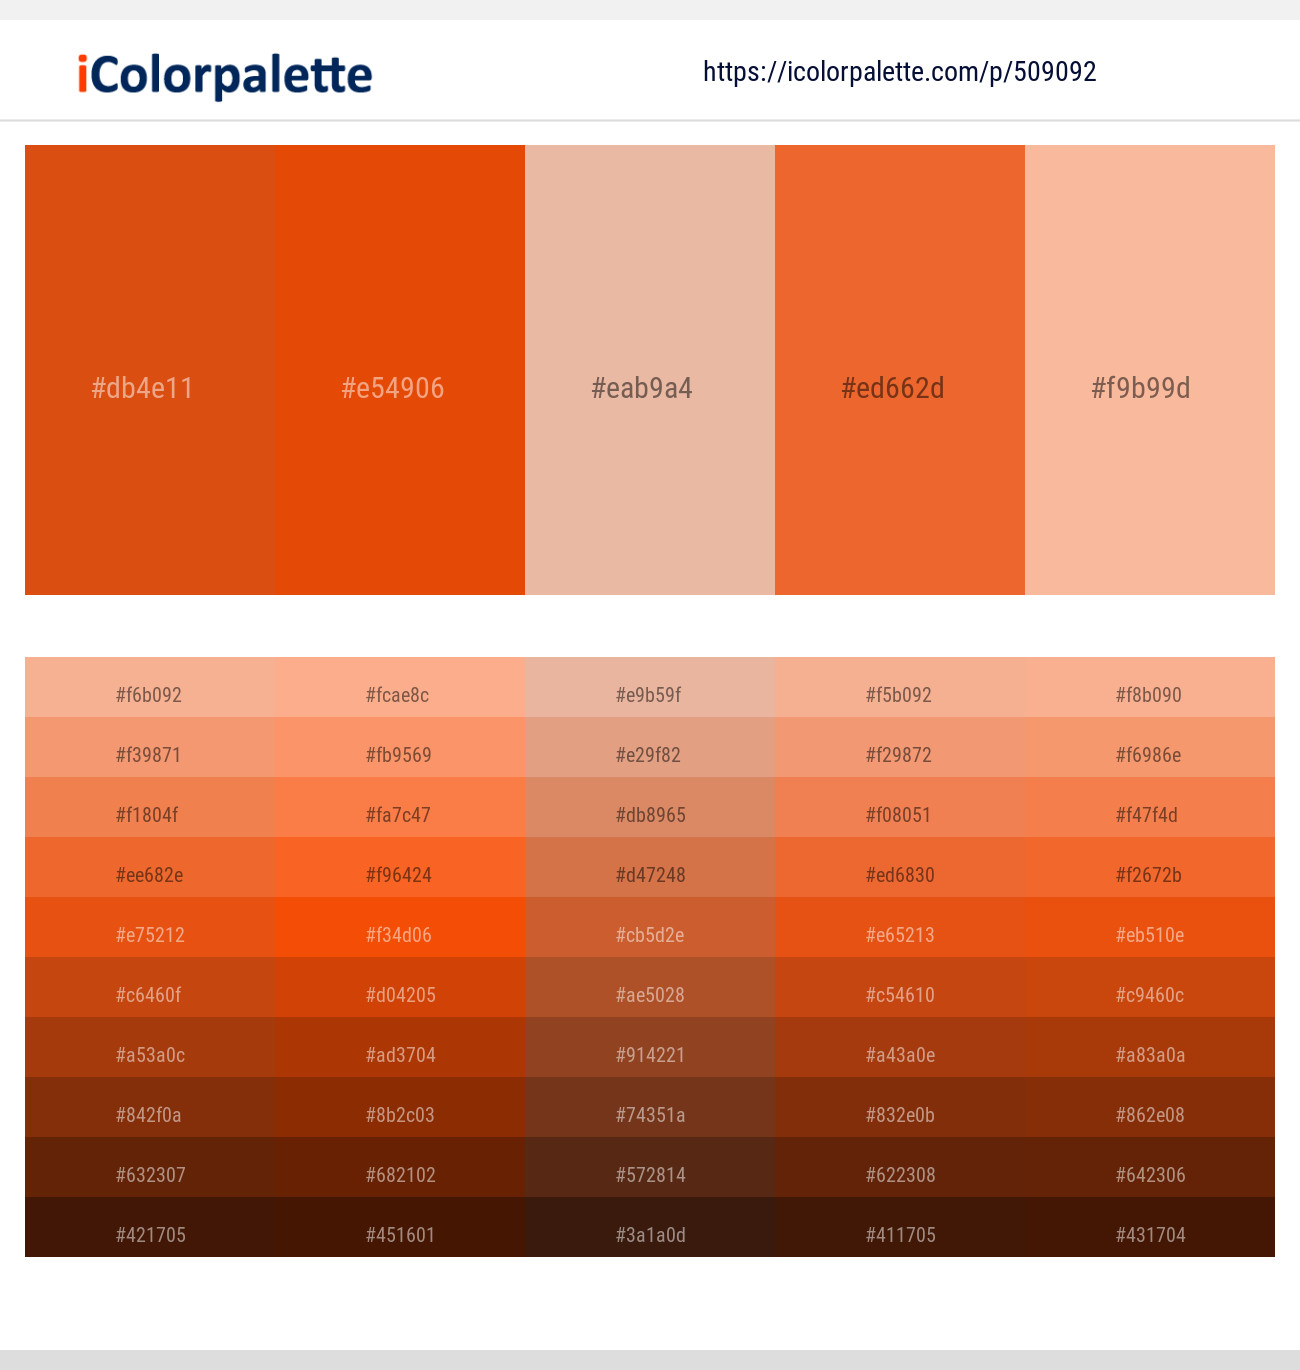 iColorpalette
https://icolorpalette.com/p/509092
#db4e11 #e54906 #eab9a4 #ed662d #f9b99d
#f6b092 #fcae8c #e9b59f #f5b092 #f8b090
#f39871 #fb9569 #e29f82 #f29872 #f6986e
#f1804f #fa7c47 #db8965 #f08051 #f47f4d
#ee682e #f96424 #d47248 #ed6830 #f2672b
#e75212 #f34d06 #cb5d2e #e65213 #eb510e
#c6460f #d04205 #ae5028 #c54610 #c9460c
#a53a0c #ad3704 #914221 #a43a0e #a83a0a
#842f0a #8b2c03 #74351a #832e0b #862e08
#632307 #682102 #572814 #622308 #642306
#421705 #451601 #3a1a0d #411705 #431704